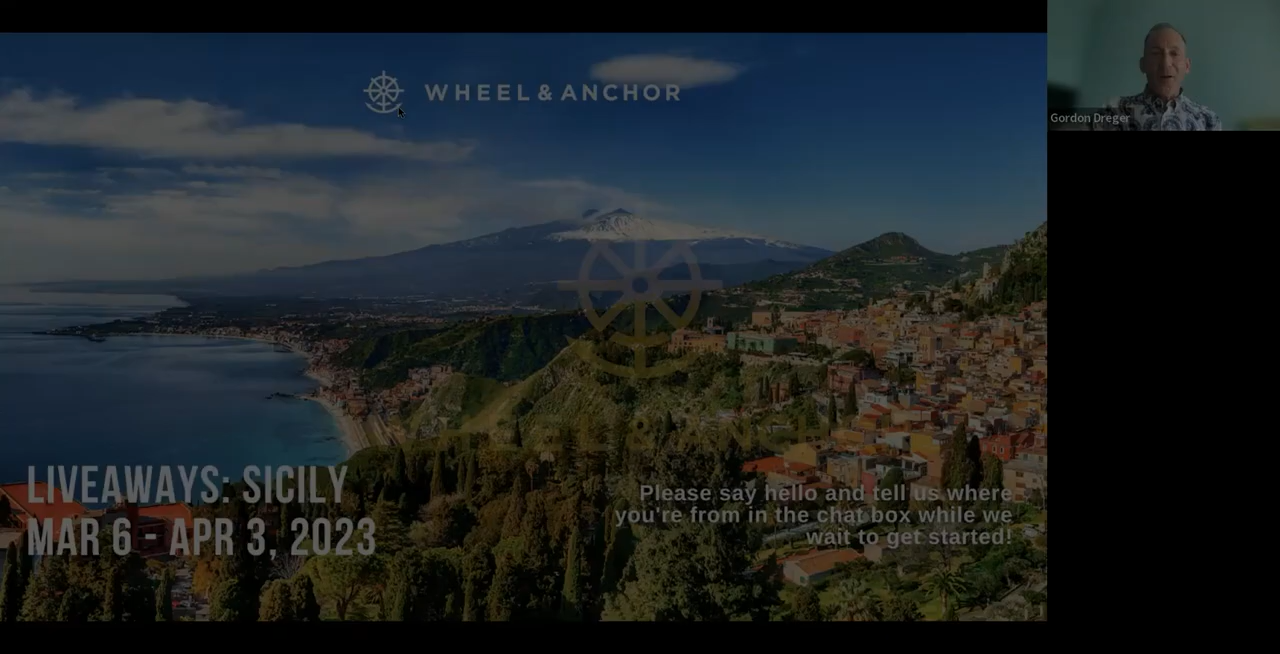 WHEEL & ANCHOR
Gordon Dreger
LIVEAWAYS: SICILY
MAR 6 - APR 3, 2023
Please say hello and tell us where
you're from in the chat box while we
wait to get started!